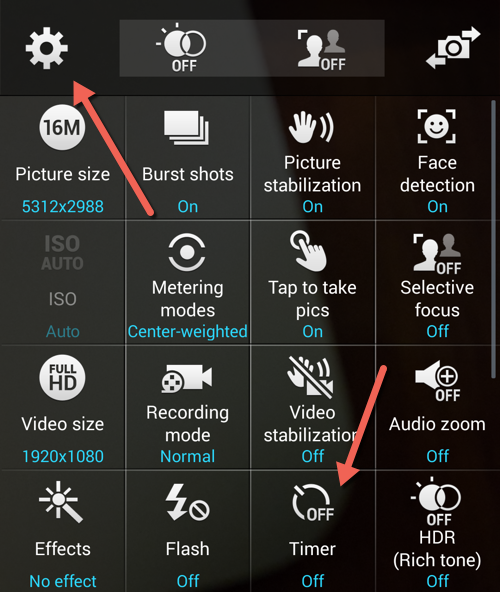 OFF
OFF
16M
Picture size
5312x2988
Burst shots
On
Picture
stabilization
On
Face
detection
On
ISO
AUTO
ISO
Auto
Metering
modes
Center-weighted
Tap to take
pics
On
OFF
Selective
focus
Off
FULL
HD
Video size
1920x1080
Recording
mode
Normal
Video
stabilization
Off
OFF
Audio zoom
Off
Effects
No effect
Flash
Off
OFF
Timer
Off
OFF
HDR
(Rich tone)
Off